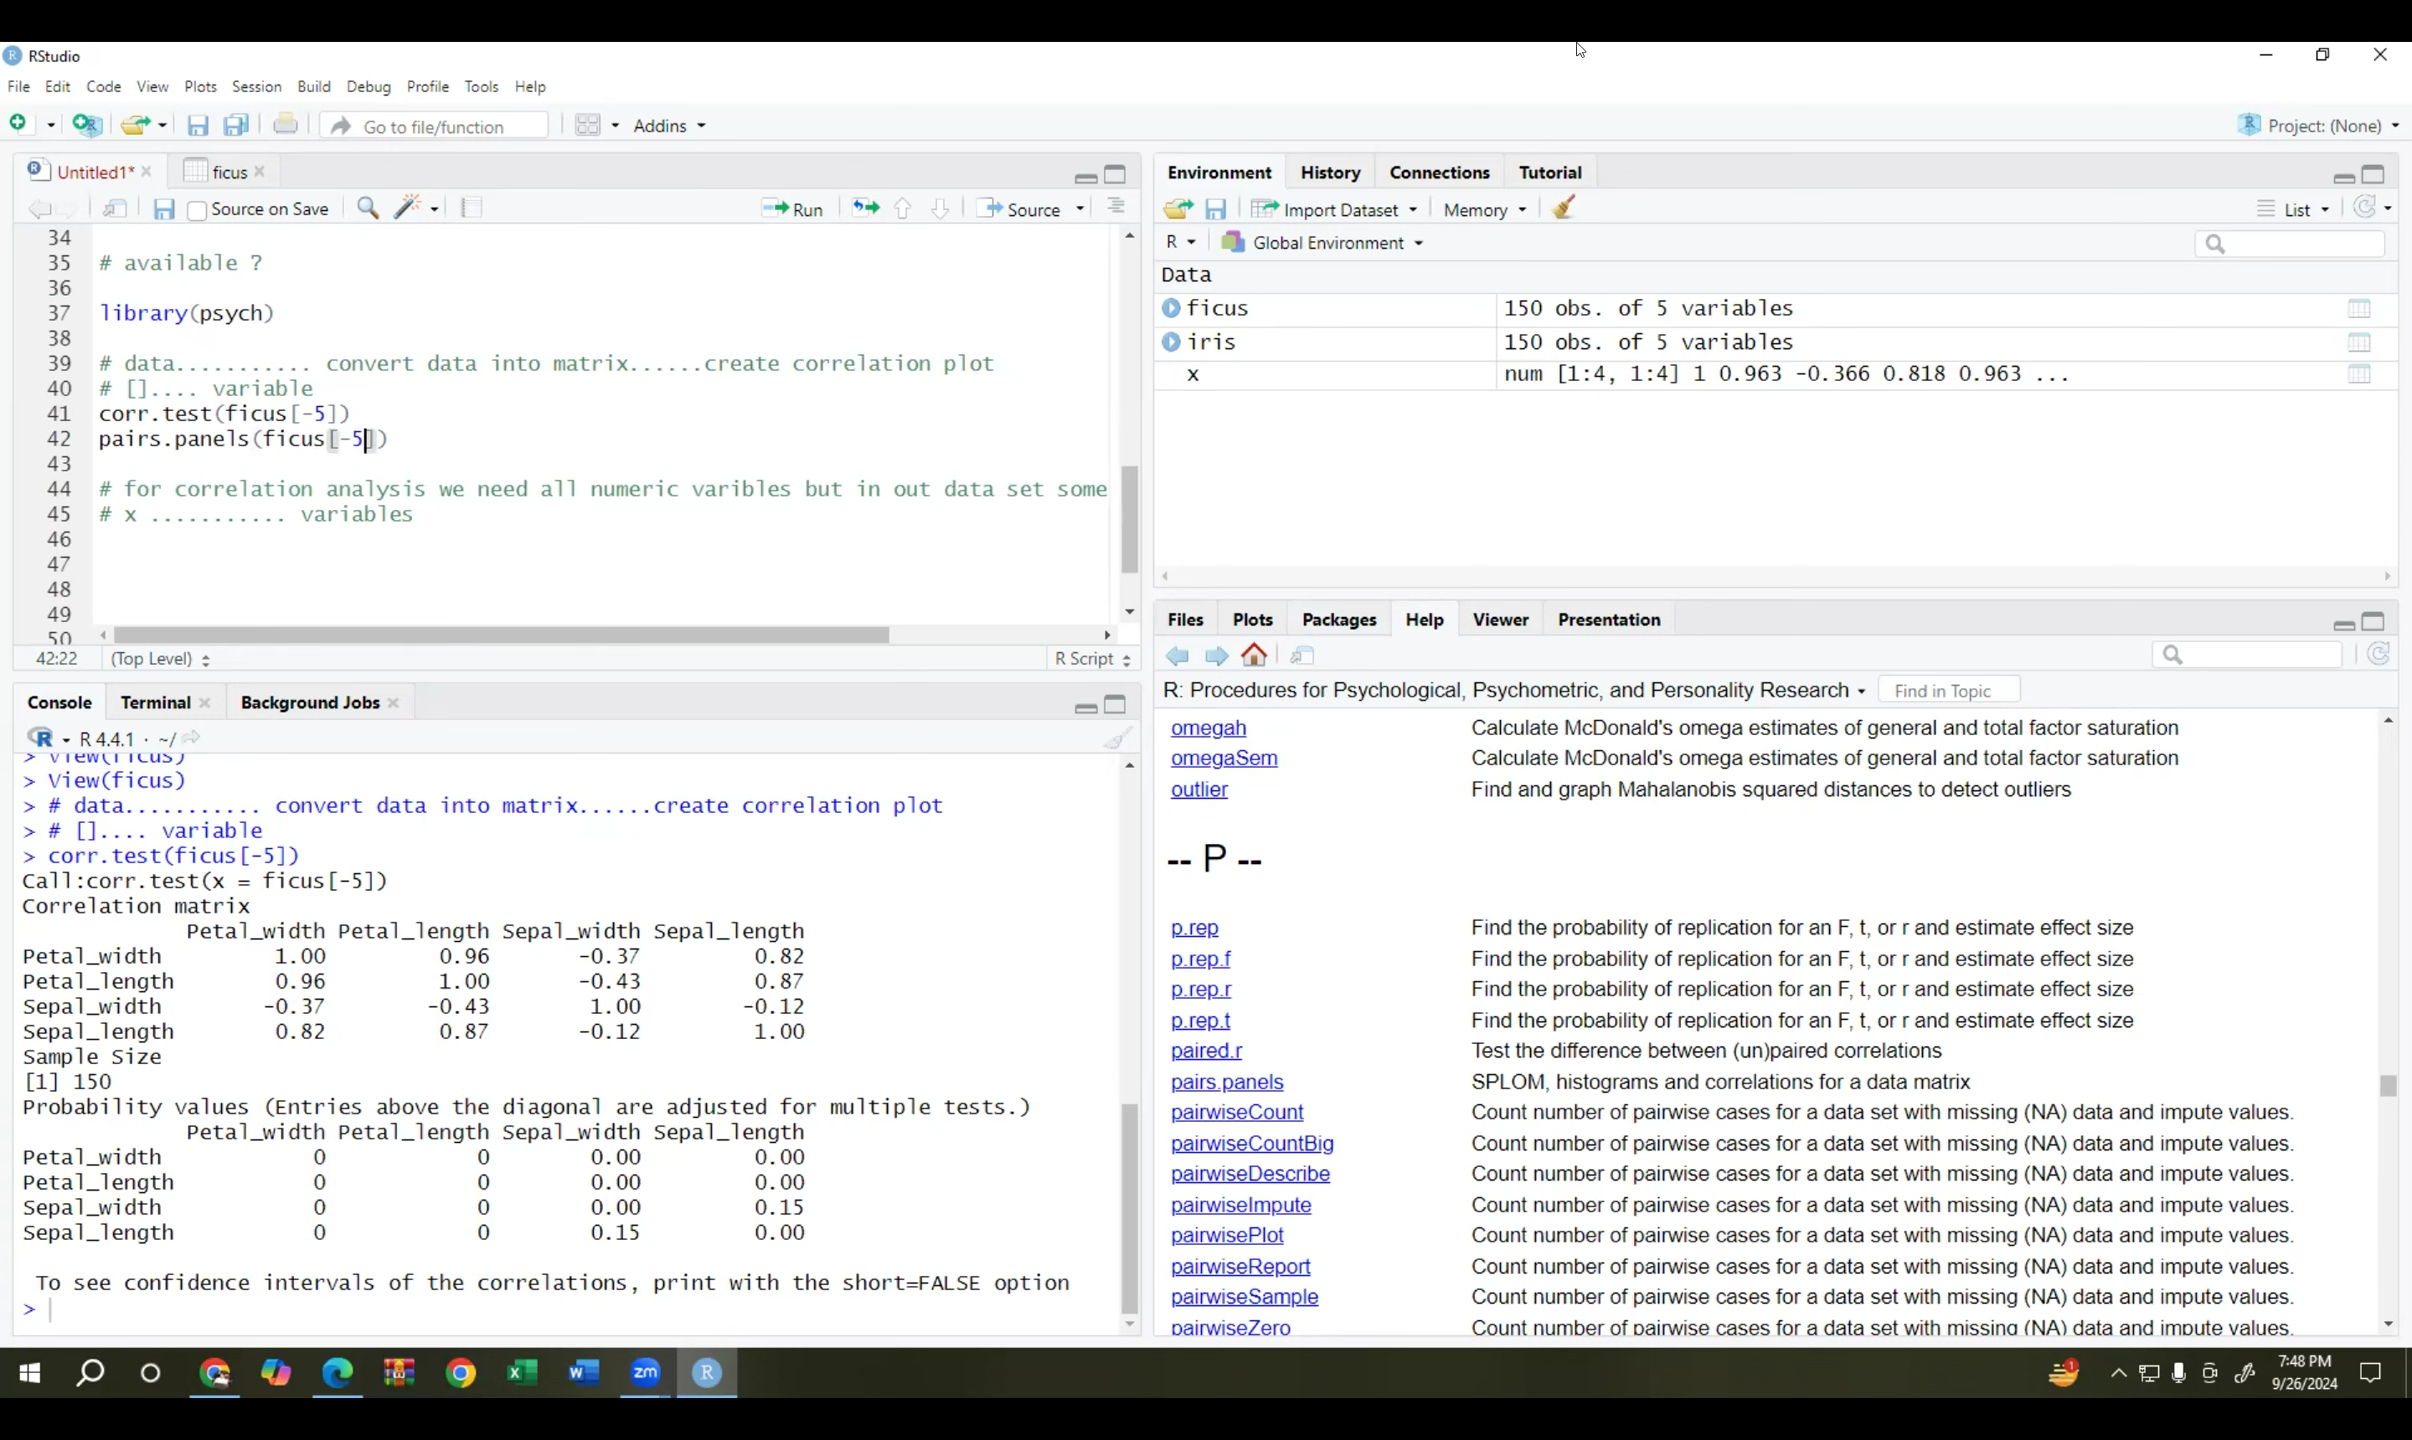 RStudio
File Edit Code View Plots Session Build Debug Profile Tools Help
Go to file/function Addins Project: (None)
Untitled1* ficus
Source on Save Run Source
34
35 # available ?
36
37 library(psych)
38
39 # data........... convert data into matrix......create correlation plot
40 # [].... variable
41 corr.test(ficus[-5])
42 pairs.panels(ficus[-5])
43
44 # for correlation analysis we need all numeric varibles but in out data set some
45 # x ........... variables
46
47
48
49
50
42:22 (Top Level) R Script
Console Terminal Background Jobs
R 4.4.1 · ~/
> View(ficus)
> View(ficus)
> # data........... convert data into matrix......create correlation plot
> # [].... variable
> corr.test(ficus[-5])
Call:corr.test(x = ficus[-5])
Correlation matrix
Petal_width Petal_length Sepal_width Sepal_length
Petal_width 1.00 0.96 -0.37 0.82
Petal_length 0.96 1.00 -0.43 0.87
Sepal_width -0.37 -0.43 1.00 -0.12
Sepal_length 0.82 0.87 -0.12 1.00
Sample Size
[1] 150
Probability values (Entries above the diagonal are adjusted for multiple tests.)
Petal_width Petal_length Sepal_width Sepal_length
Petal_width 0 0 0.00 0.00
Petal_length 0 0 0.00 0.00
Sepal_width 0 0 0.00 0.15
Sepal_length 0 0 0.15 0.00
To see confidence intervals of the correlations, print with the short=FALSE option
>
Environment History Connections Tutorial
Import Dataset Memory List
R Global Environment
Data
ficus 150 obs. of 5 variables
iris 150 obs. of 5 variables
x num [1:4, 1:4] 1 0.963 -0.366 0.818 0.963 ...
Files Plots Packages Help Viewer Presentation
R: Procedures for Psychological, Psychometric, and Personality Research Find in Topic
omegah Calculate McDonald's omega estimates of general and total factor saturation
omegaSem Calculate McDonald's omega estimates of general and total factor saturation
outlier Find and graph Mahalanobis squared distances to detect outliers
-- P --
p.rep Find the probability of replication for an F, t, or r and estimate effect size
p.rep.f Find the probability of replication for an F, t, or r and estimate effect size
p.rep.r Find the probability of replication for an F, t, or r and estimate effect size
p.rep.t Find the probability of replication for an F, t, or r and estimate effect size
paired.r Test the difference between (un)paired correlations
pairs.panels SPLOM, histograms and correlations for a data matrix
pairwiseCount Count number of pairwise cases for a data set with missing (NA) data and impute values.
pairwiseCountBig Count number of pairwise cases for a data set with missing (NA) data and impute values.
pairwiseDescribe Count number of pairwise cases for a data set with missing (NA) data and impute values.
pairwiseImpute Count number of pairwise cases for a data set with missing (NA) data and impute values.
pairwisePlot Count number of pairwise cases for a data set with missing (NA) data and impute values.
pairwiseReport Count number of pairwise cases for a data set with missing (NA) data and impute values.
pairwiseSample Count number of pairwise cases for a data set with missing (NA) data and impute values.
pairwiseZero Count number of pairwise cases for a data set with missing (NA) data and impute values.
zm
7:48 PM
9/26/2024